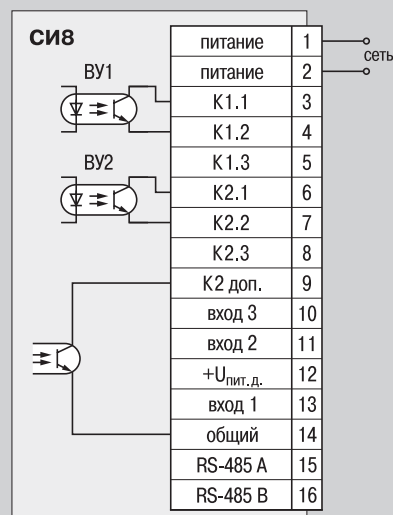 СИ8
питание 1
сеть
питание 2
ВУ1
К1.1 3
К1.2 4
К1.3 5
ВУ2
К2.1 6
К2.2 7
К2.3 8
К2 доп. 9
вход 3 10
вход 2 11
+Uпит.д. 12
вход 1 13
общий 14
RS-485 A 15
RS-485 B 16